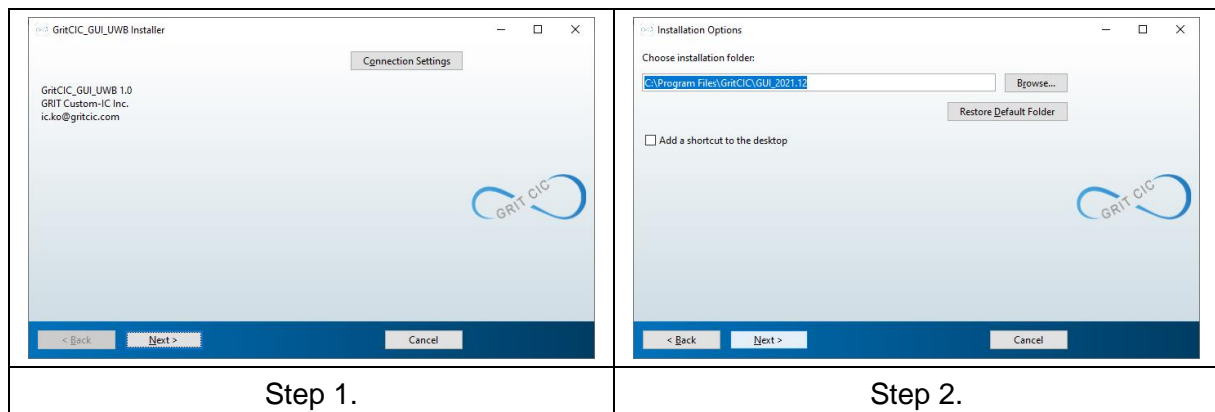 GritCIC_GUI_UWB Installer
Connection Settings
GritCIC_GUI_UWB 1.0
GRIT Custom-IC Inc.
ic.ko@gritcic.com
GRIT CIC
< Back Next > Cancel
Step 1.
Installation Options
Choose installation folder:
C:\Program Files\GritCIC\GUI_2021.12 Browse...
Restore Default Folder
Add a shortcut to the desktop
GRIT CIC
< Back Next > Cancel
Step 2.